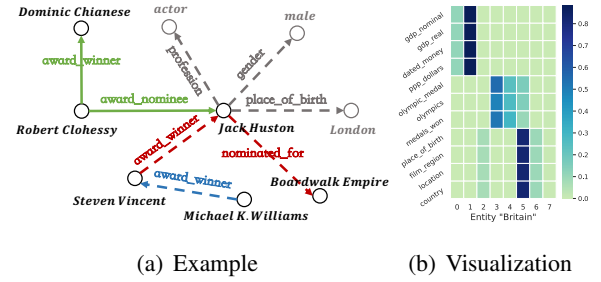 Dominic Chianese
actor
male
award_winner
profession
gender
award_nominee
place_of_birth
Robert Clohessy
Jack Huston
London
award_winner
nominated_for
award_winner
Boardwalk Empire
Steven Vincent
Michael K.Williams
(a) Example
gdp_nominal
gdp_real
dated_money
ppp_dollars
olympic_medal
olympics
medals_won
place_of_birth
film_region
location
country
0 1 2 3 4 5 6 7
Entity "Britain"
0.8
0.7
0.6
0.5
0.4
0.3
0.2
0.1
0.0
(b) Visualization